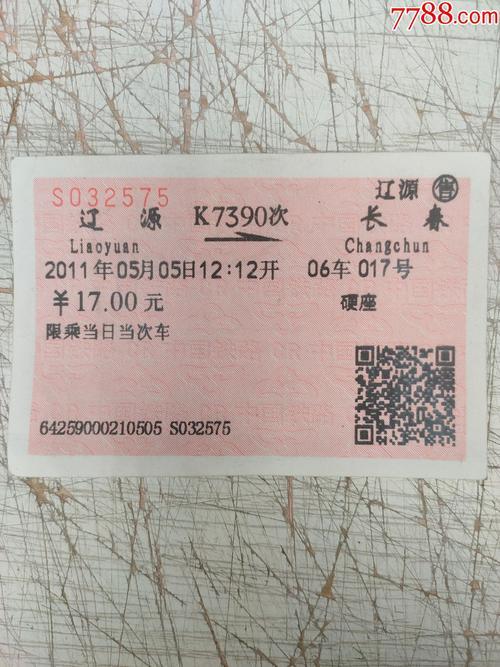 7788.com
S032575 辽源 售
辽源 K7390次 长春
Liaoyuan Changchun
2011年05月05日12:12开 06车 017号
￥17.00元 硬座
限乘当日当次车
64259000210505 S032575